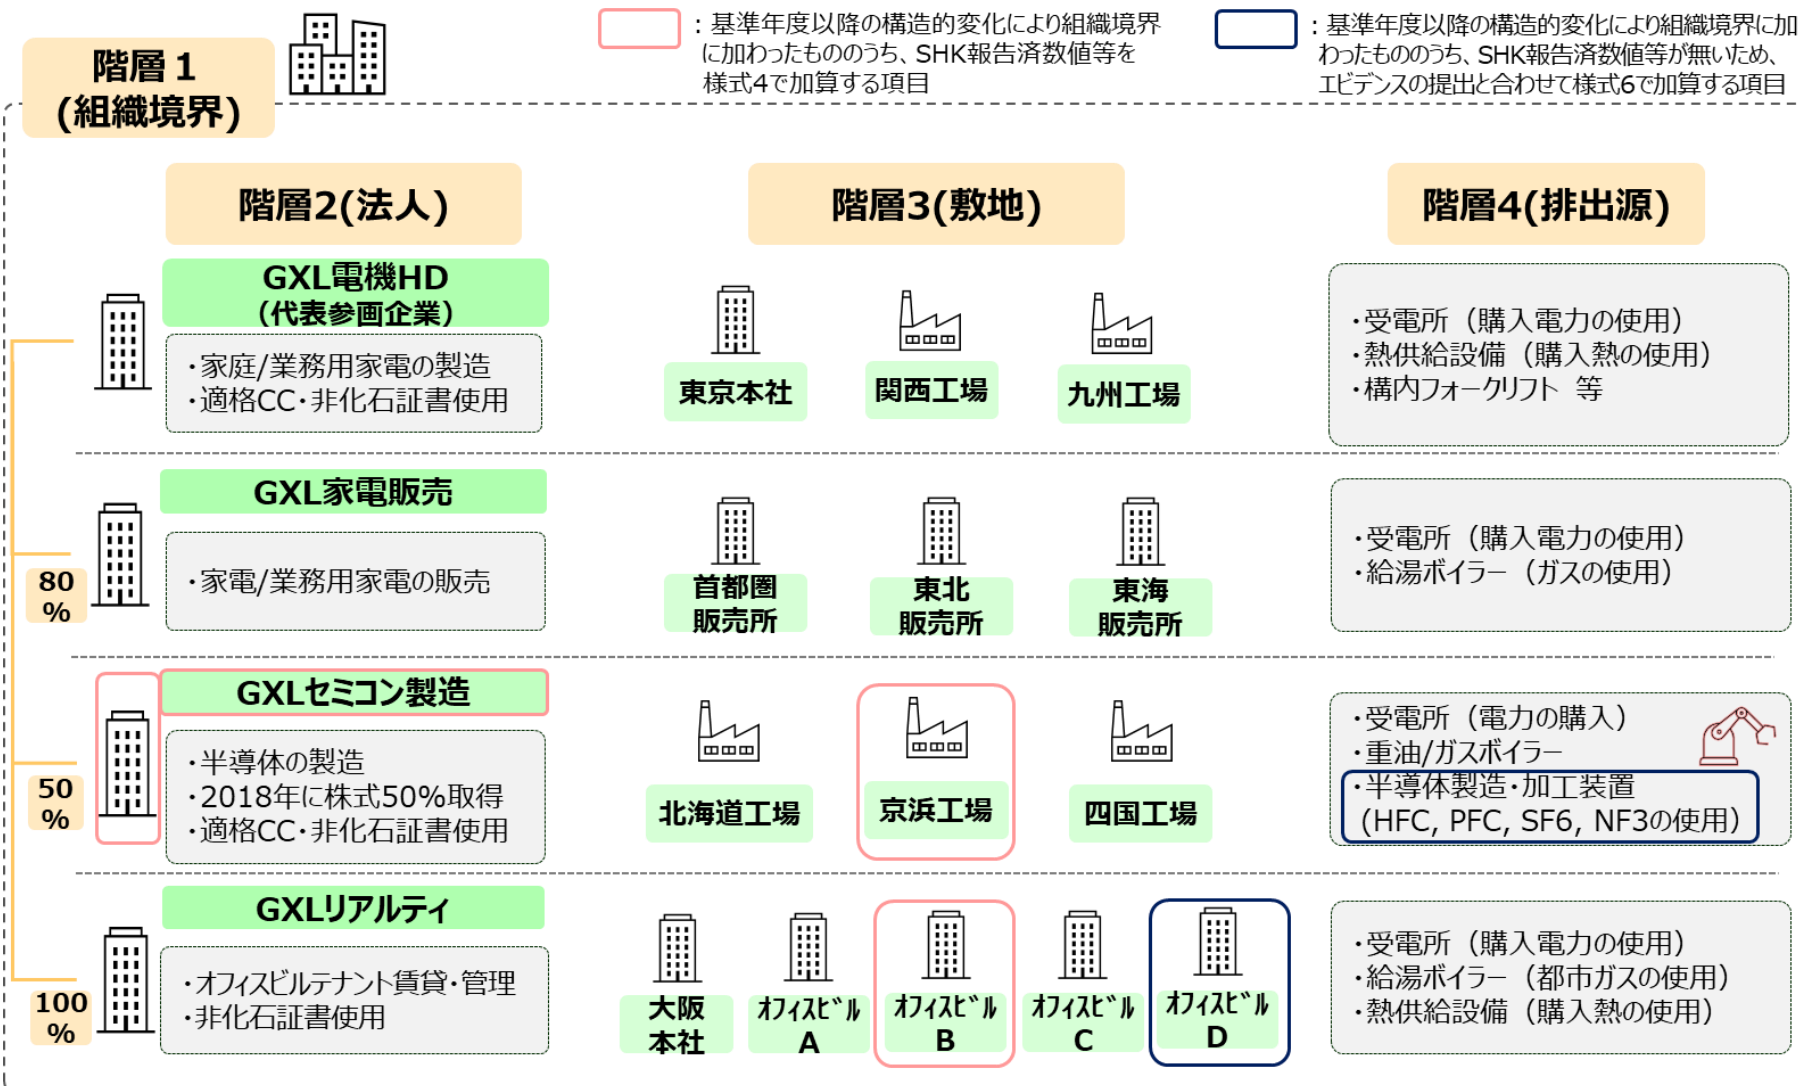 階層１
(組織境界)
：基準年度以降の構造的変化により組織境界
に加わったもののうち、SHK報告済数値等を
様式4で加算する項目
：基準年度以降の構造的変化により組織境界に加
わったもののうち、SHK報告済数値等が無いため、
エビデンスの提出と合わせて様式6で加算する項目
階層2(法人)
階層3(敷地)
階層4(排出源)
GXL電機HD
（代表参画企業）
・家庭/業務用家電の製造
・適格CC・非化石証書使用
東京本社
関西工場
九州工場
・受電所（購入電力の使用）
・熱供給設備（購入熱の使用）
・構内フォークリフト 等
80
%
GXL家電販売
・家電/業務用家電の販売
首都圏
販売所
東北
販売所
東海
販売所
・受電所（購入電力の使用）
・給湯ボイラー（ガスの使用）
50
%
GXLセミコン製造
・半導体の製造
・2018年に株式50%取得
・適格CC・非化石証書使用
北海道工場
京浜工場
四国工場
・受電所（電力の購入）
・重油/ガスボイラー
・半導体製造・加工装置
（HFC, PFC, SF6, NF3の使用）
100
%
GXLリアルティ
・オフィスビルテナント賃貸・管理
・非化石証書使用
大阪
本社
ｵﾌｨｽﾋﾞﾙ
A
ｵﾌｨｽﾋﾞﾙ
B
ｵﾌｨｽﾋﾞﾙ
C
ｵﾌｨｽﾋﾞﾙ
D
・受電所（購入電力の使用）
・給湯ボイラー（都市ガスの使用）
・熱供給設備（購入熱の使用）